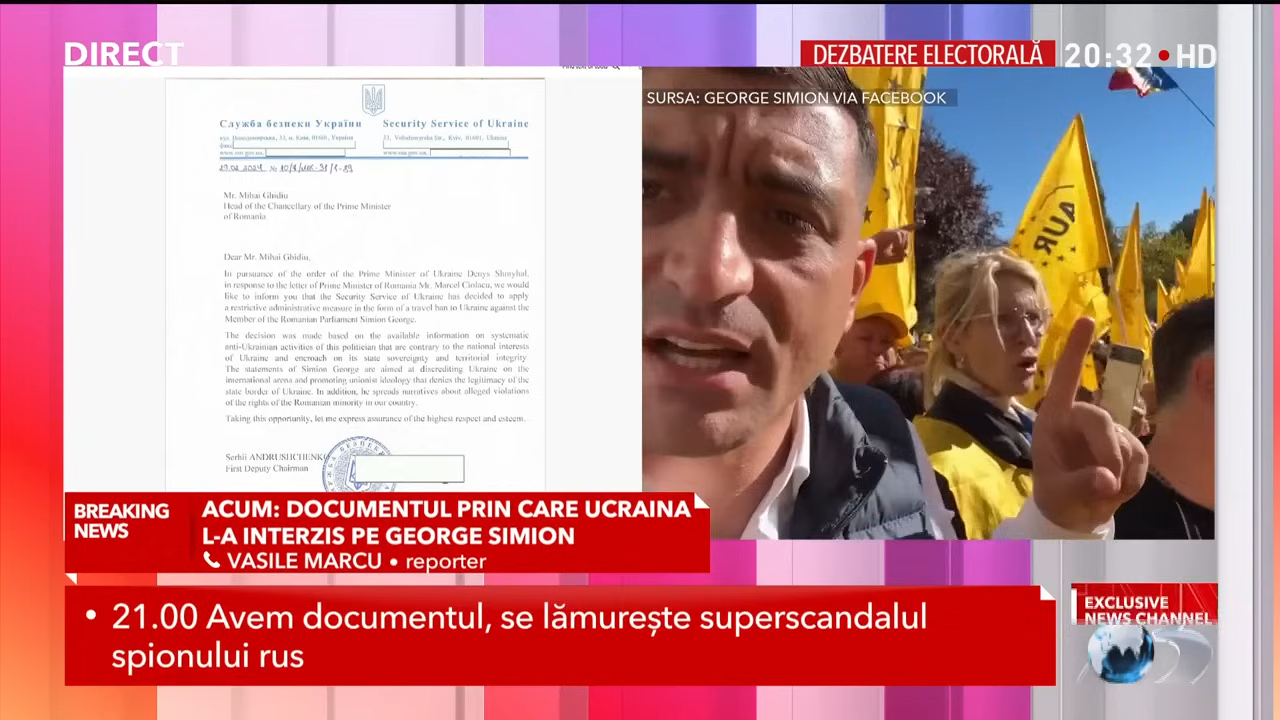 DIRECT
DEZBATERE ELECTORALĂ
20:32 • HD
SURSA: GEORGE SIMION VIA FACEBOOK
Служба безпеки України
Security Service of Ukraine
Mr. Mihai Ghidiu
Head of the Chancellary of the Prime Minister
of Romania
Dear Mr. Mihai Ghidiu,
In pursuance of the order of the Prime Minister of Ukraine Denys Shmyhal,
in response to the letter of Prime Minister of Romania Mr. Marcel Ciolacu, we would
like to inform you that the Security Service of Ukraine has decided to apply
a restrictive administrative measure in the form of a travel ban to Ukraine against the
Member of the Romanian Parliament Simion George.
The decision was made based on the available information on systematic
anti-Ukrainian activities of this politician that are contrary to the national interests
of Ukraine and encroach on its state sovereignty and territorial integrity.
The statements of Simion George are aimed at discrediting Ukraine on the
international arena and promoting unionist ideology that denies the legitimacy of the
state border of Ukraine. In addition, he spreads narratives about alleged violations
of the rights of the Romanian minority in our country.
Taking this opportunity, let me express assurance of the highest respect and esteem.
Serhii ANDRUSHCHENKO
First Deputy Chairman
AUR
BREAKING
NEWS
ACUM: DOCUMENTUL PRIN CARE UCRAINA
L-A INTERZIS PE GEORGE SIMION
VASILE MARCU • reporter
• 21.00 Avem documentul, se lămurește superscandalul
spionului rus
EXCLUSIVE
NEWS CHANNEL